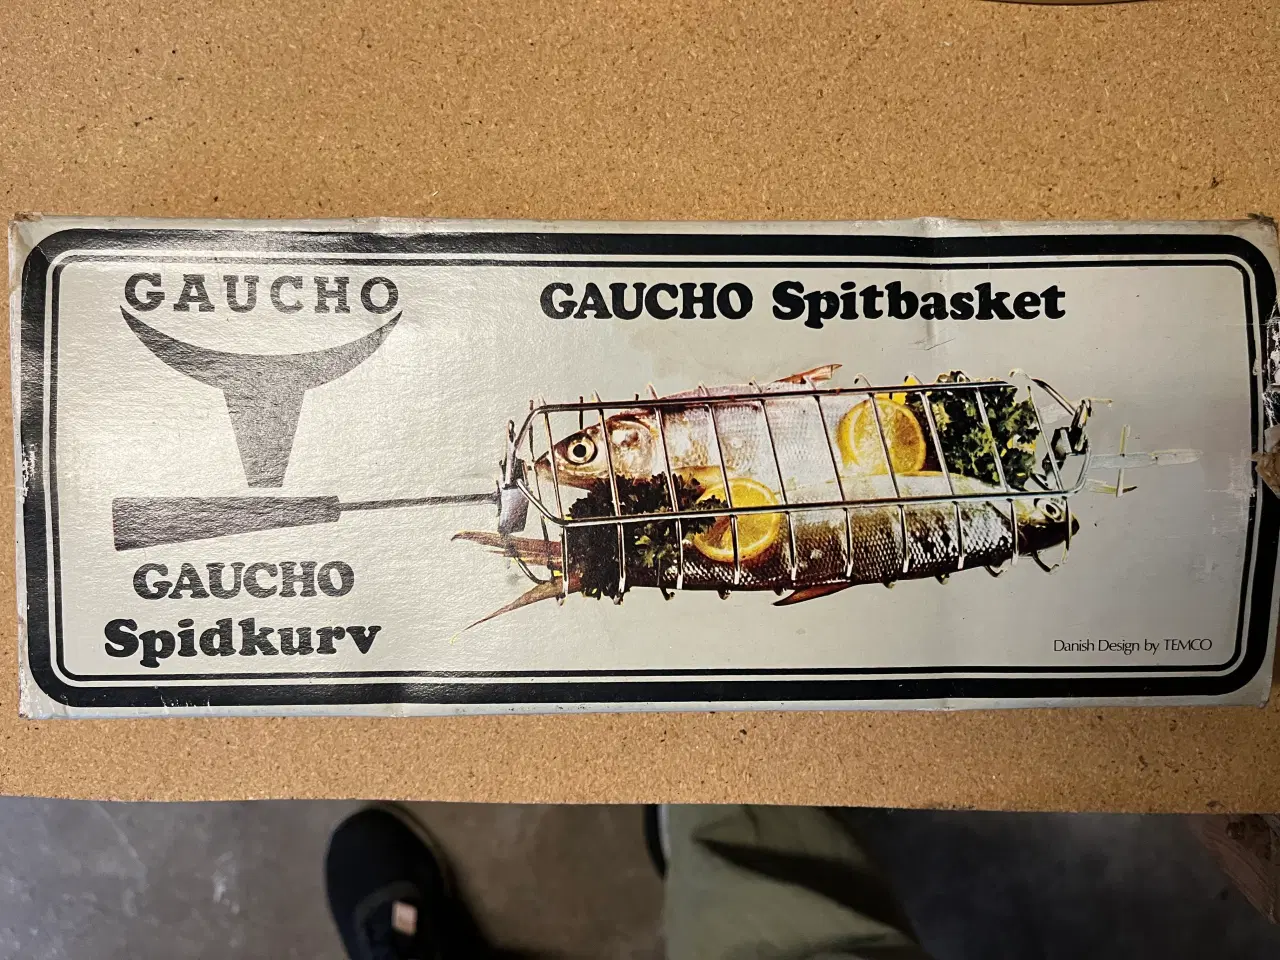 GAUCHO
GAUCHO Spitbasket
GAUCHO
Spidkurv
Danish Design by TEMCO